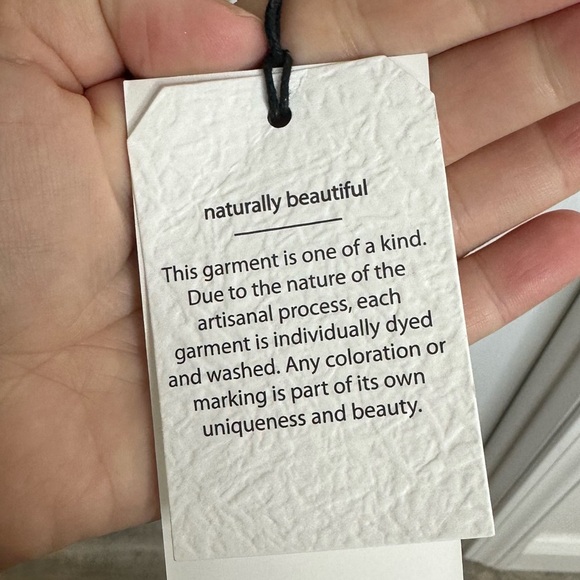 naturally beautiful
This garment is one of a kind.
Due to the nature of the
artisanal process, each
garment is individually dyed
and washed. Any coloration or
marking is part of its own
uniqueness and beauty.